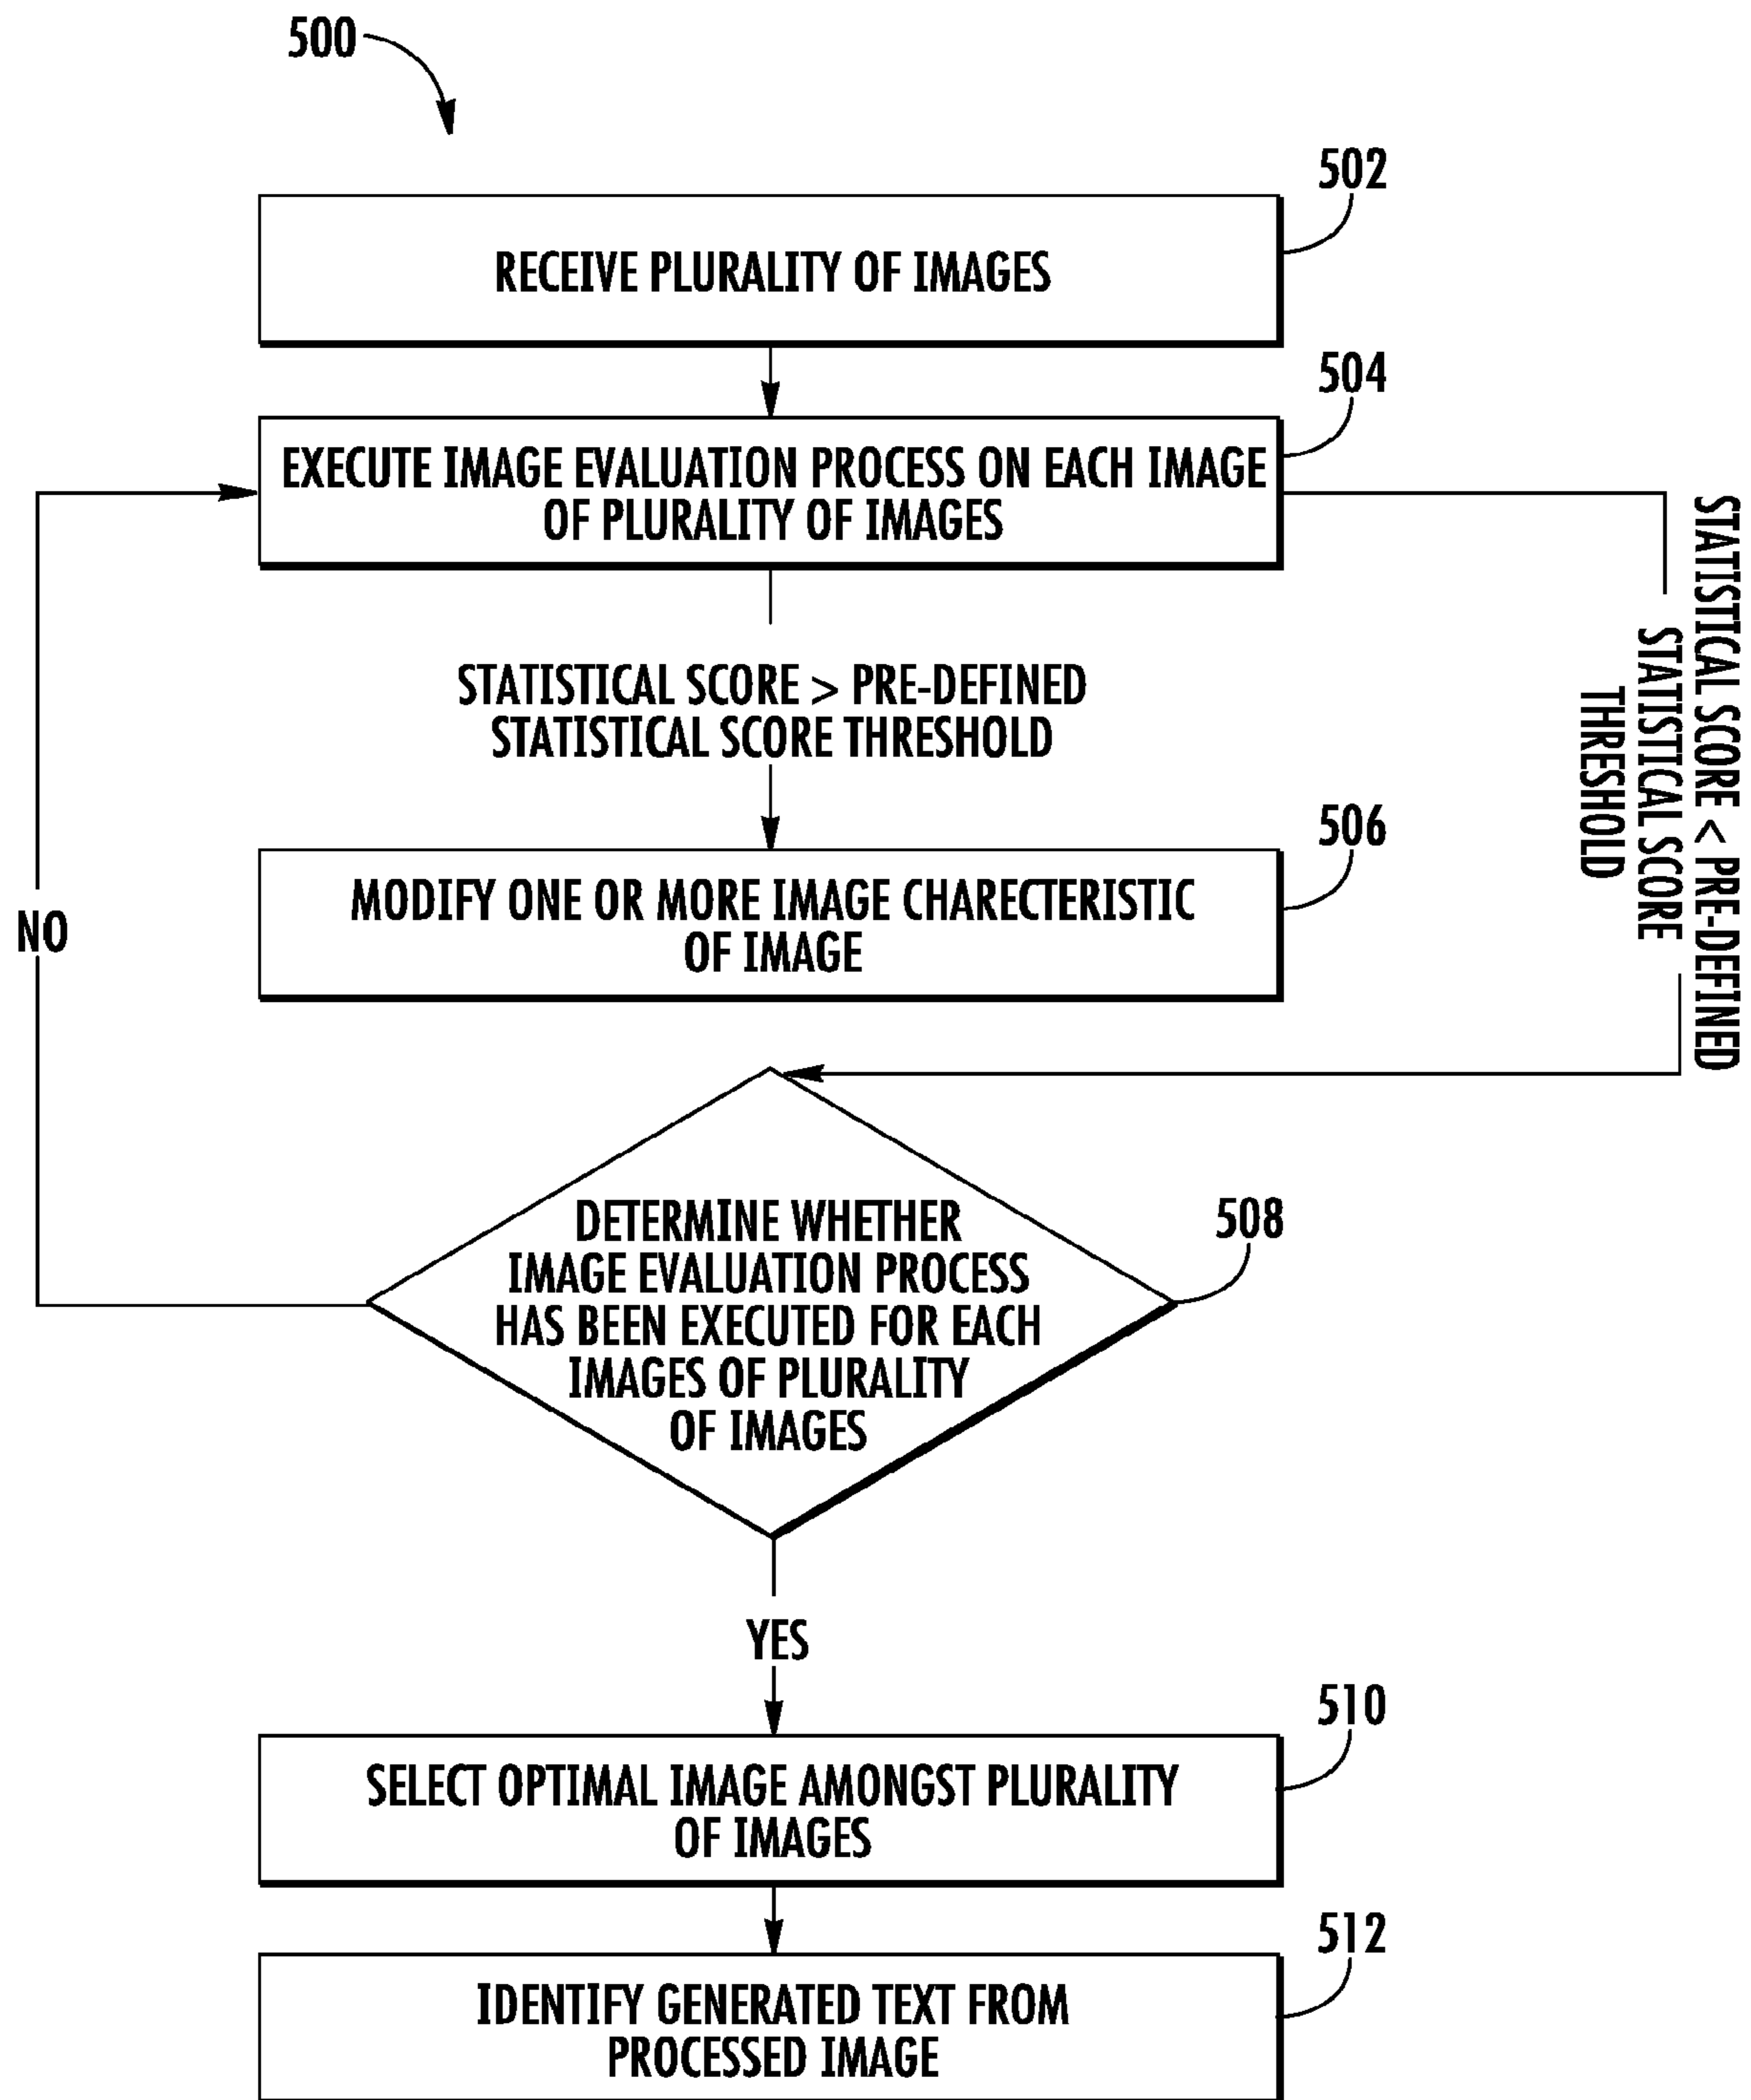 500
502
RECEIVE PLURALITY OF IMAGES
504
EXECUTE IMAGE EVALUATION PROCESS ON EACH IMAGE
OF PLURALITY OF IMAGES
STATISTICAL SCORE > PRE-DEFINED
STATISTICAL SCORE THRESHOLD
STATISTICAL SCORE < PRE-DEFINED
STATISTICAL SCORE
THRESHOLD
506
MODIFY ONE OR MORE IMAGE CHARECTERISTIC
OF IMAGE
NO
508
DETERMINE WHETHER
IMAGE EVALUATION PROCESS
HAS BEEN EXECUTED FOR EACH
IMAGES OF PLURALITY
OF IMAGES
YES
510
SELECT OPTIMAL IMAGE AMONGST PLURALITY
OF IMAGES
512
IDENTIFY GENERATED TEXT FROM
PROCESSED IMAGE